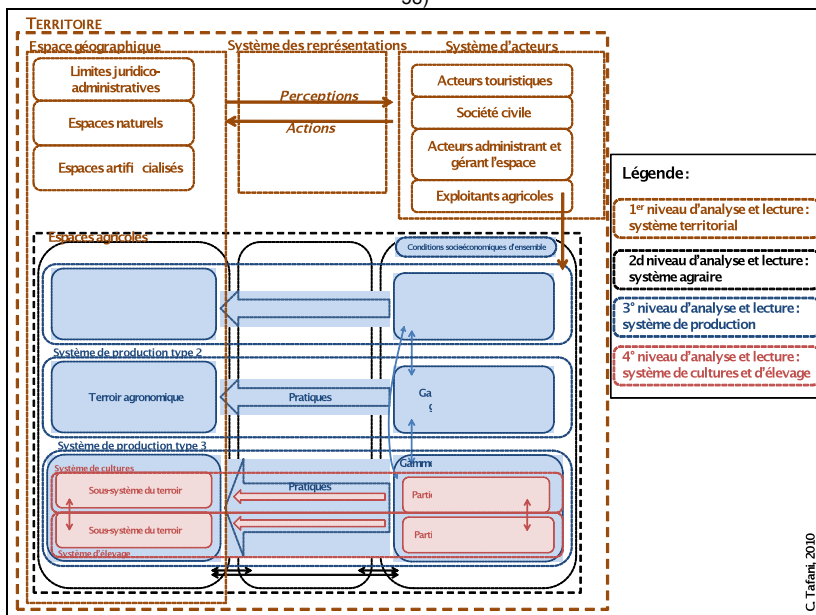 TERRITOIRE
Espace géographique
Système des représentations
Système d'acteurs
Limites juridico-
administratives
Espaces naturels
Espaces artifi cialisés
Perceptions
Actions
Acteurs touristiques
Société civile
Acteurs administrant et
gérant l'espace
Exploitants agricoles
Légende :
1er niveau d'analyse et lecture :
système territorial
2d niveau d'analyse et lecture :
système agraire
3° niveau d'analyse et lecture :
système de production
4° niveau d'analyse et lecture :
système de cultures et d'élevage
Espaces agricoles
Conditions socioéconomiques d'ensemble
Système de production type 2
Terroir agronomique
Pratiques
Système de production type 3
Système de cultures
Sous-système du terroir
Sous-système du terroir
Système d'élevage
Pratiques
C. Tafani, 2010